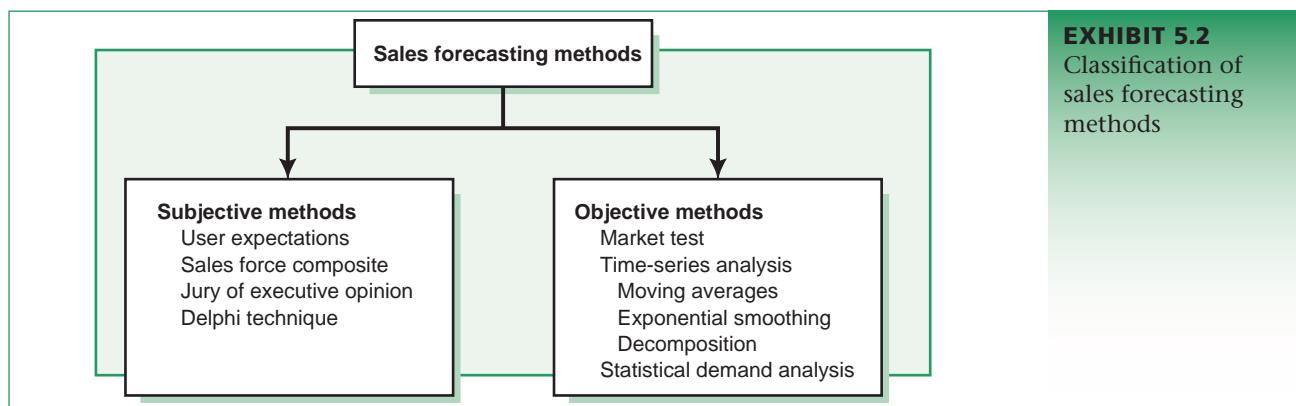 Sales forecasting methods
EXHIBIT 5.2
Classification of
sales forecasting
methods
Subjective methods
User expectations
Sales force composite
Jury of executive opinion
Delphi technique
Objective methods
Market test
Time-series analysis
Moving averages
Exponential smoothing
Decomposition
Statistical demand analysis